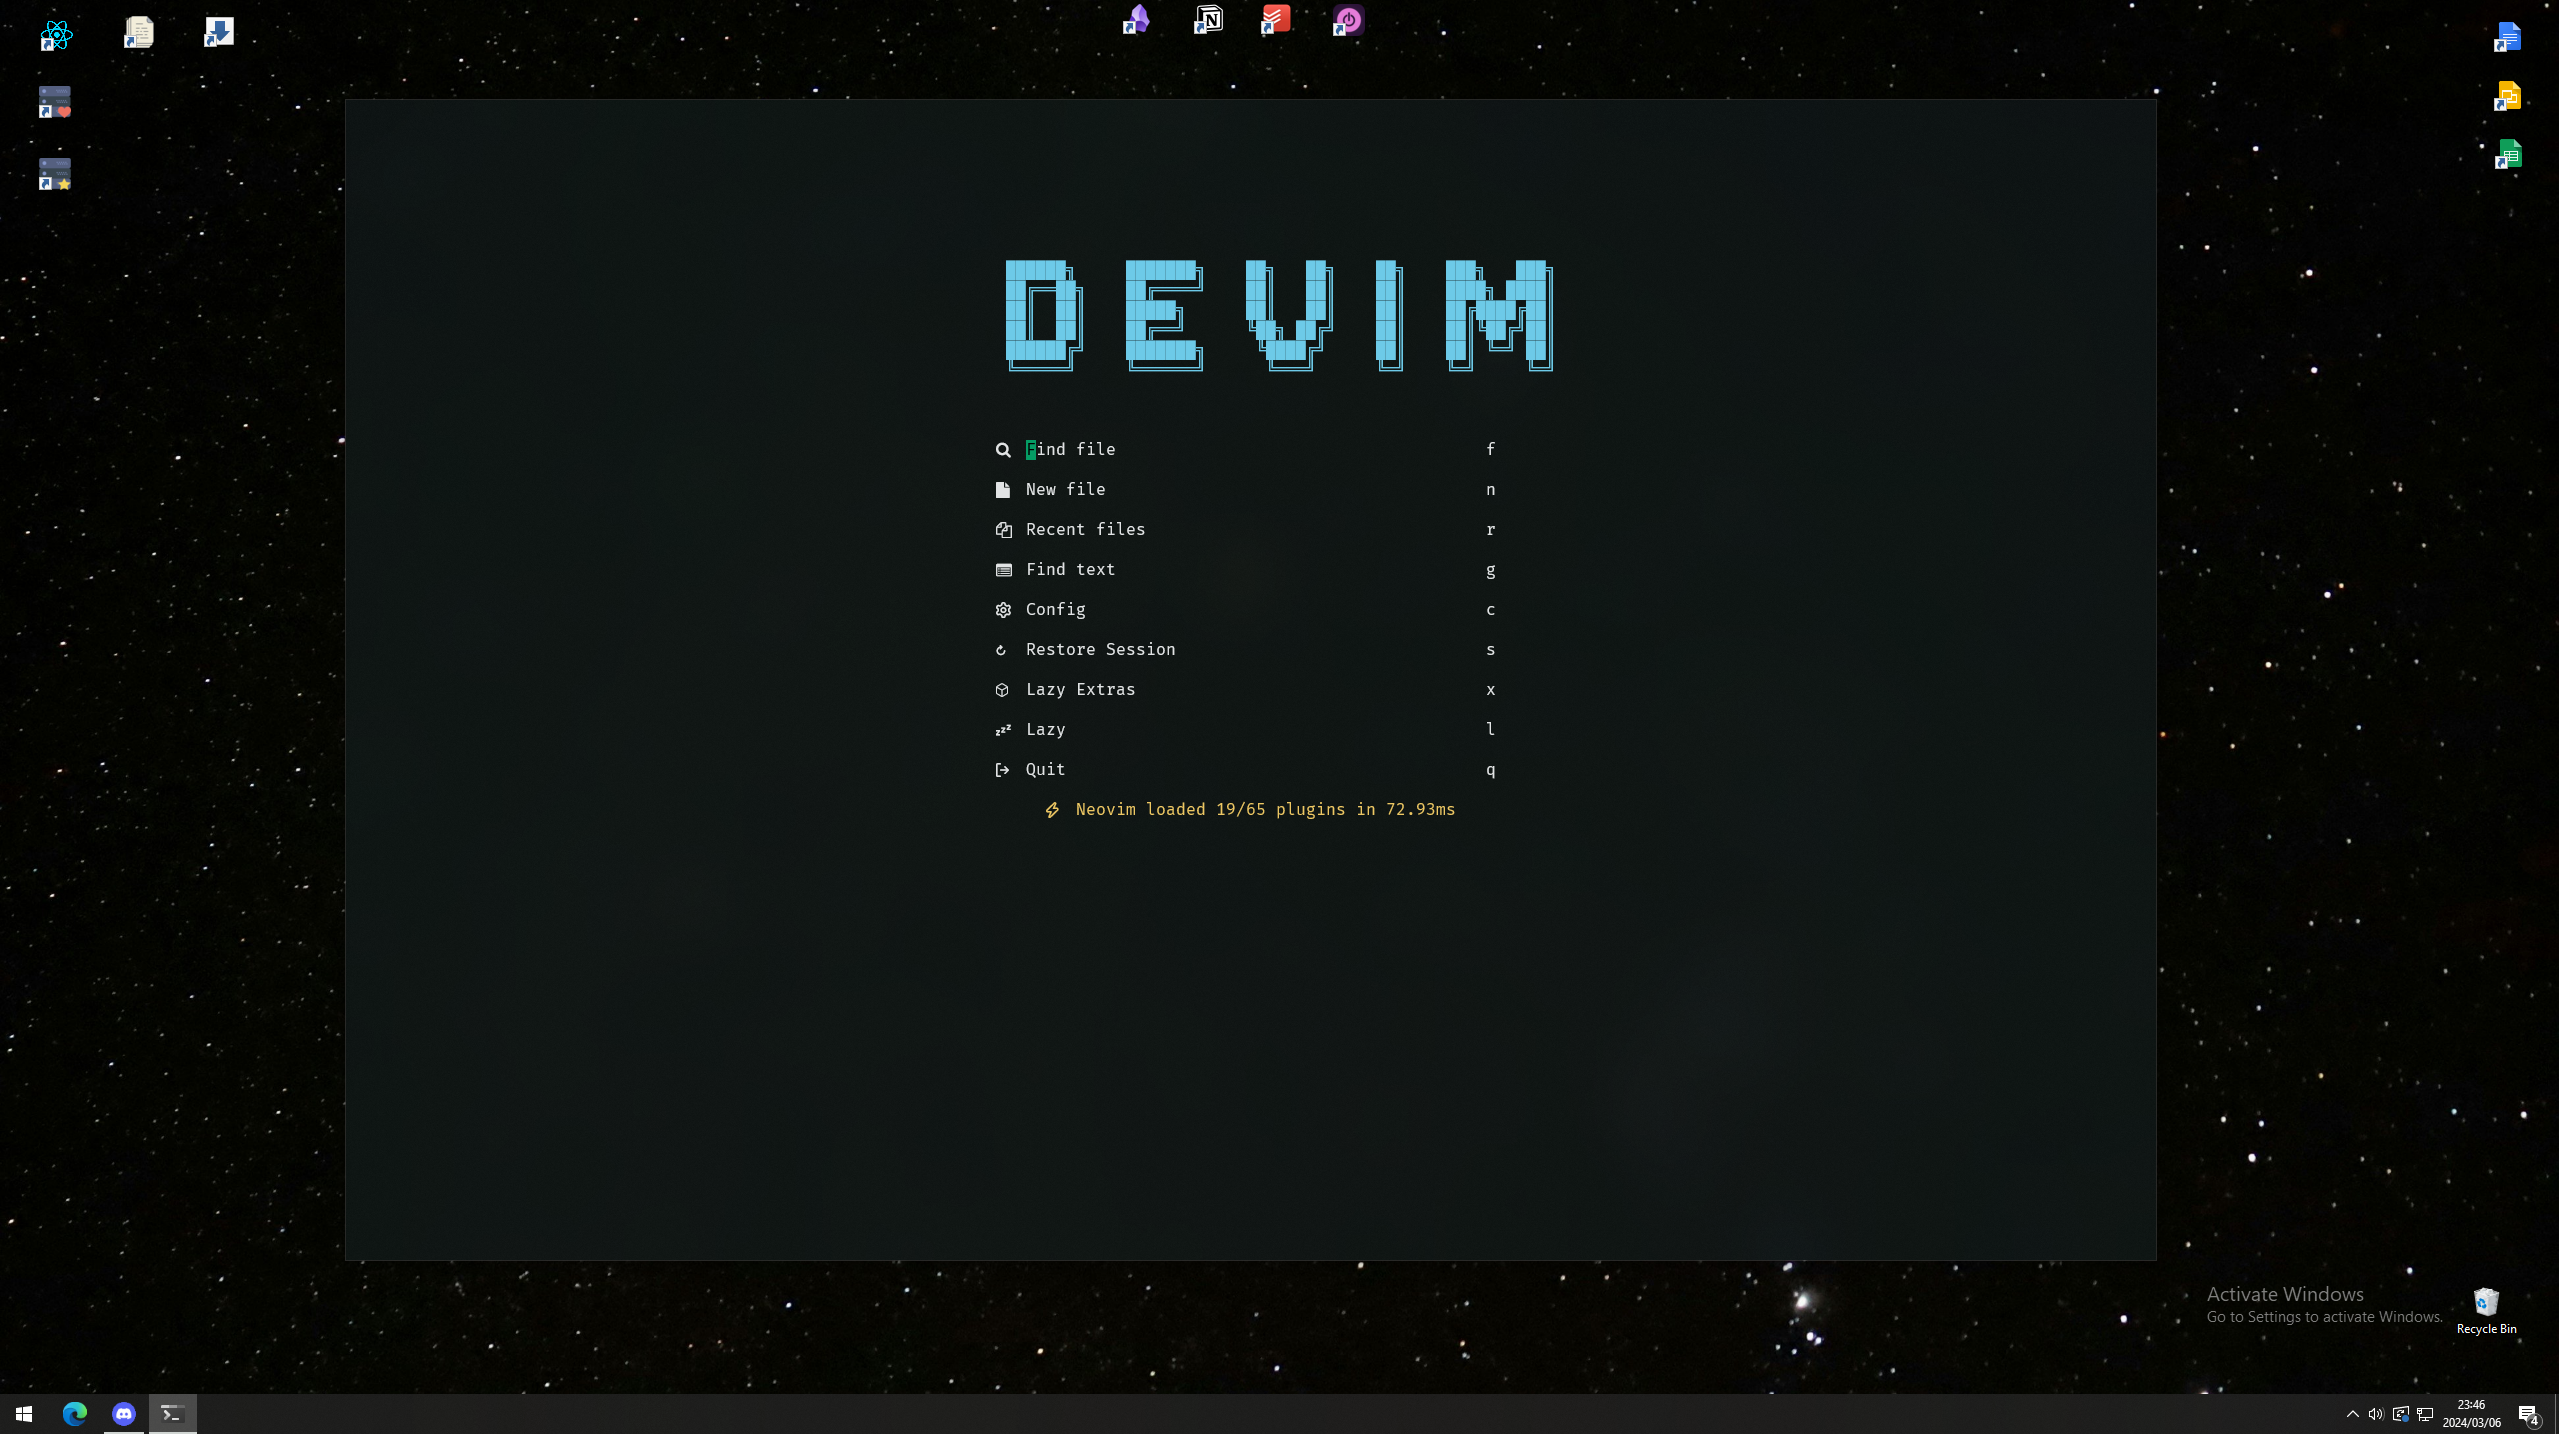 DEVIM
Find file f
New file n
Recent files r
Find text g
Config c
Restore Session s
Lazy Extras x
Lazy l
Quit q
Neovim loaded 19/65 plugins in 72.93ms
Activate Windows
Go to Settings to activate Windows.
Recycle Bin
23:46
2024/03/06
4